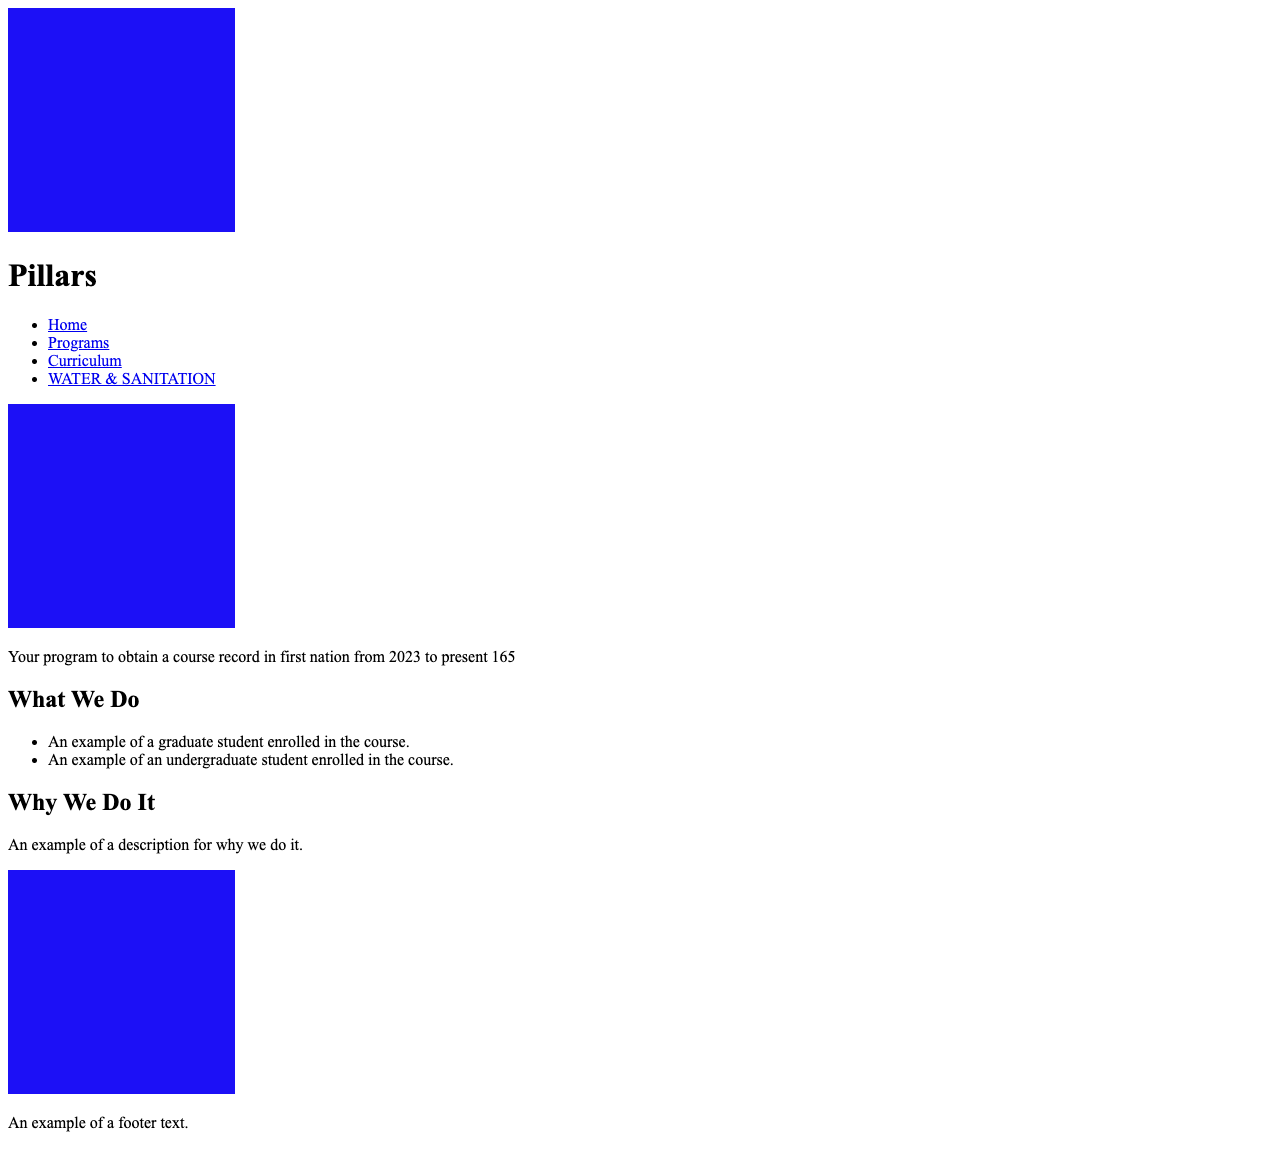 Pillars
Home
Programs
Curriculum
WATER & SANITATION
Your program to obtain a course record in first nation from 2023 to present 165
What We Do
An example of a graduate student enrolled in the course.
An example of an undergraduate student enrolled in the course.
Why We Do It
An example of a description for why we do it.
An example of a footer text.